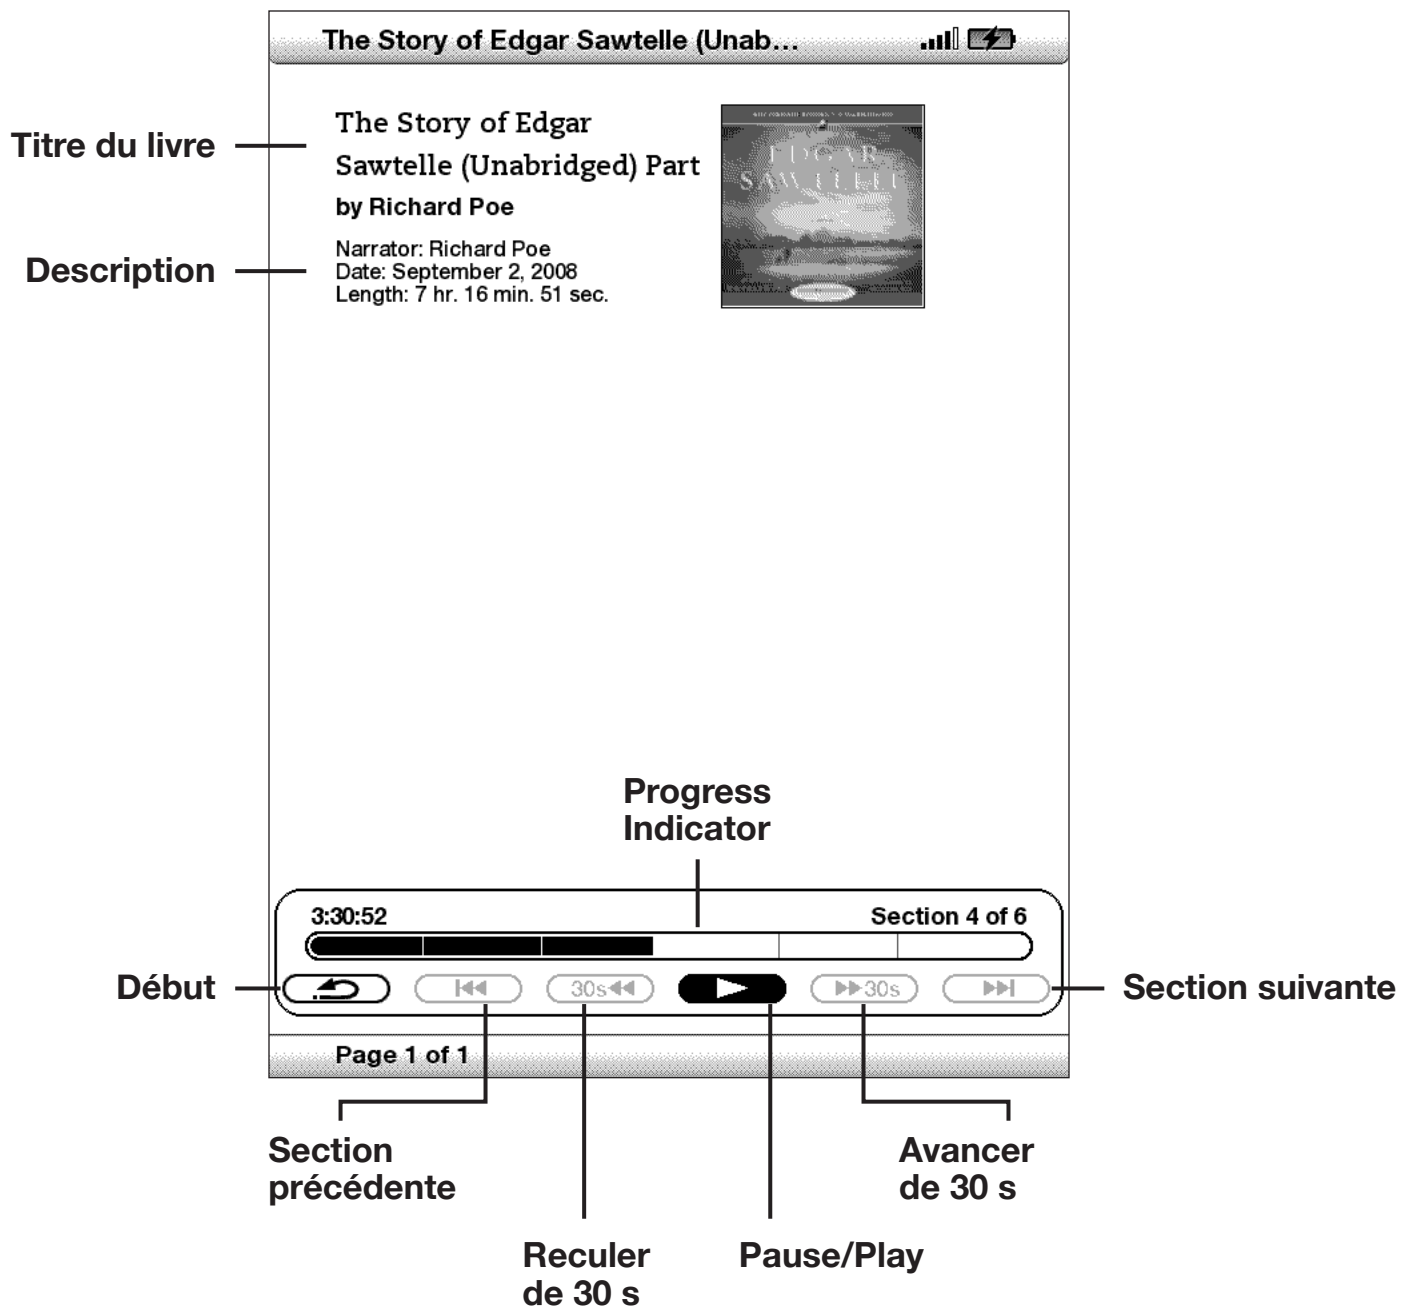 The Story of Edgar Sawtelle (Unab...
Titre du livre
The Story of Edgar
Sawtelle (Unabridged) Part
by Richard Poe
EDGAR
SAWTELLE
Description
Narrator: Richard Poe
Date: September 2, 2008
Length: 7 hr. 16 min. 51 sec.
Progress
Indicator
3:30:52
Section 4 of 6
Début
30s
30s
Section suivante
Page 1 of 1
Section
précédente
Avancer
de 30 s
Reculer
de 30 s
Pause/Play